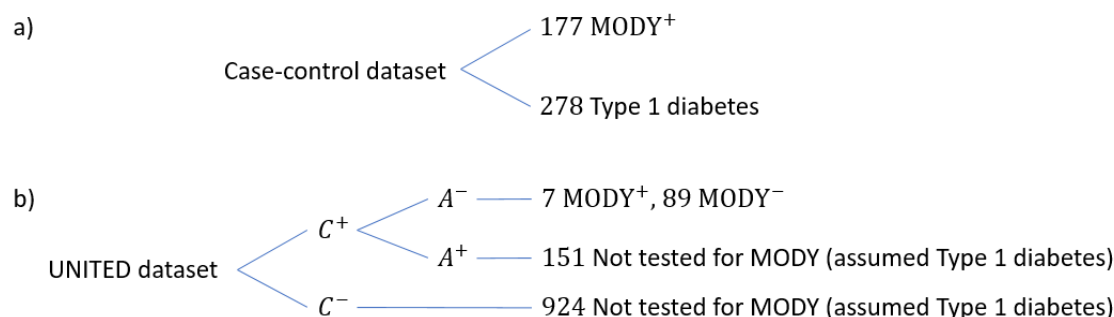 a)
177 MODY⁺
Case-control dataset
278 Type 1 diabetes
b)
A⁻ 7 MODY⁺, 89 MODY⁻
C⁺
A⁺ 151 Not tested for MODY (assumed Type 1 diabetes)
UNITED dataset
C⁻ 924 Not tested for MODY (assumed Type 1 diabetes)